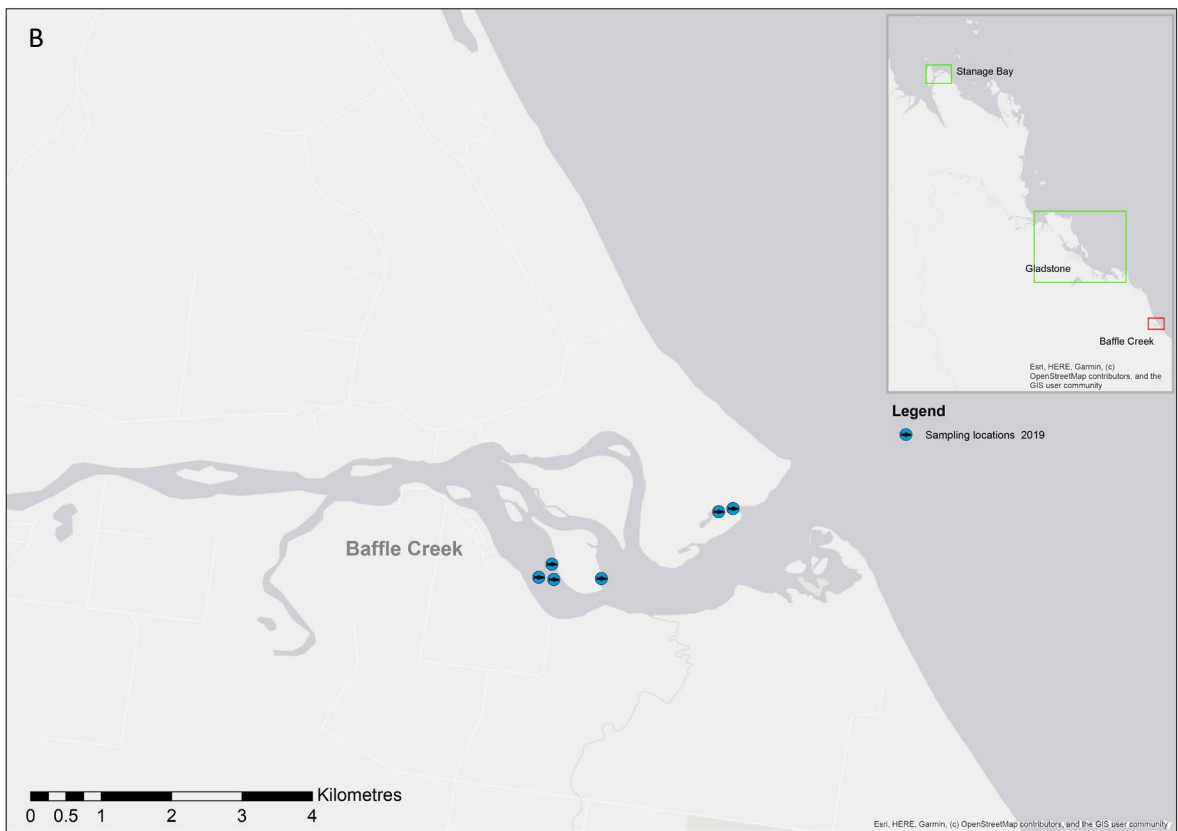 B
Stanage Bay
Gladstone
Baffle Creek
Esri, HERE, Garmin, (c)
OpenStreetMap contributors, and the
GIS user community
Legend
Sampling locations 2019
Baffle Creek
Kilometres
0 0.5 1 2 3 4
Esri, HERE, Garmin, (c) OpenStreetMap contributors, and the GIS user community